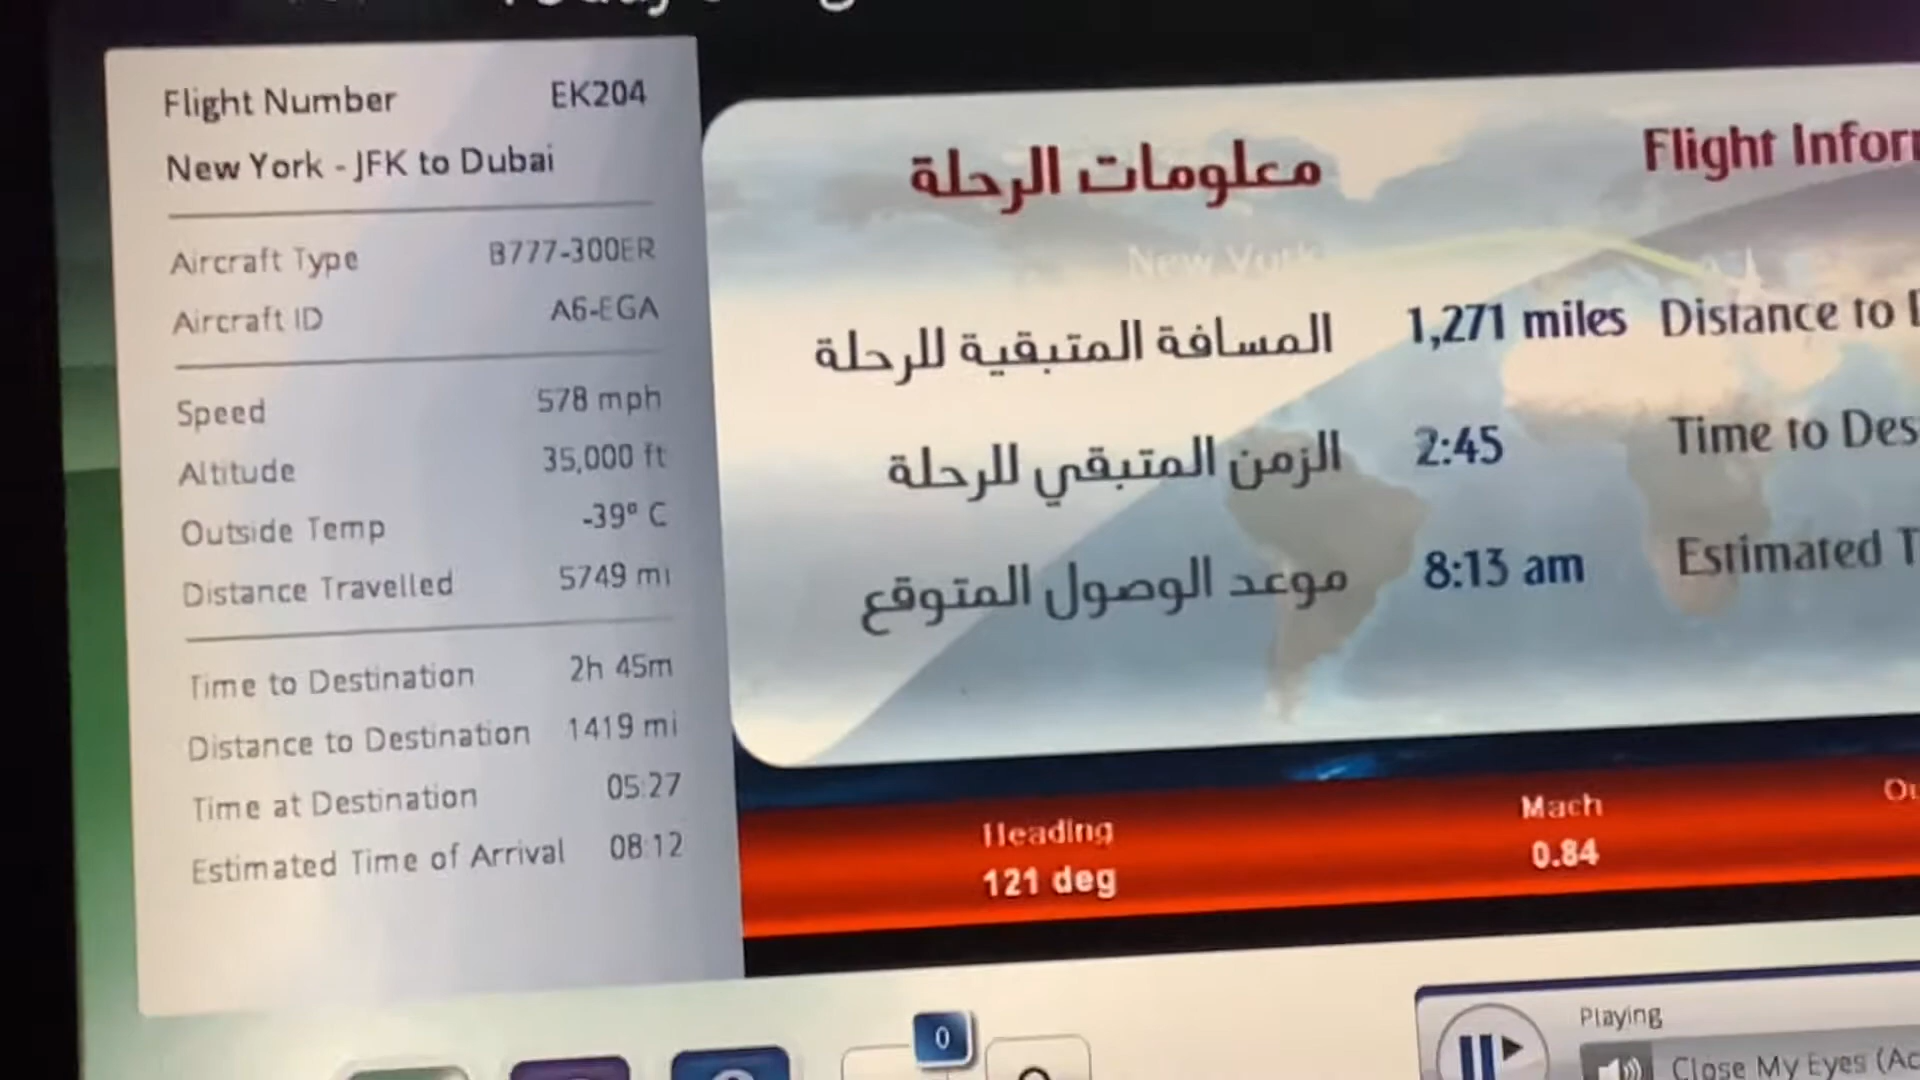 Flight Number EK204
New York - JFK to Dubai
Aircraft Type B777-300ER
Aircraft ID A6-EGA
Speed 578 mph
Altitude 35,000 ft
Outside Temp -39° C
Distance Travelled 5749 mi
Time to Destination 2h 45m
Distance to Destination 1419 mi
Time at Destination 05:27
Estimated Time of Arrival 08:12
معلومات الرحلة Flight
New York
المسافة المتبقية للرحلة 1,271 miles Distance to
الزمن المتبقي للرحلة 2:45 Time to
موعد الوصول المتوقع 8:13 am Estimated
Heading Mach
121 deg 0.84
0
Playing
Close My Eyes